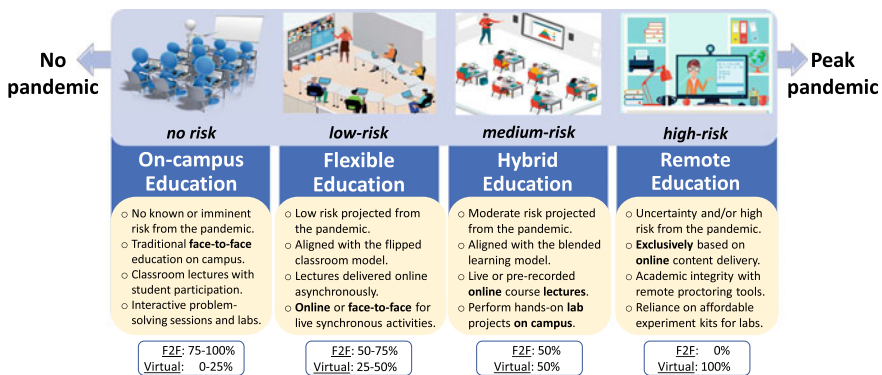 No
pandemic
Peak
pandemic
no risk
low-risk
medium-risk
high-risk
On-campus
Education
○ No known or imminent
risk from the pandemic.
○ Traditional face-to-face
education on campus.
○ Classroom lectures with
student participation.
○ Interactive problem-
solving sessions and labs.
F2F: 75-100%
Virtual: 0-25%
Flexible
Education
○ Low risk projected from
the pandemic.
○ Aligned with the flipped
classroom model.
○ Lectures delivered online
asynchronously.
○ Online or face-to-face for
live synchronous activities.
F2F: 50-75%
Virtual: 25-50%
Hybrid
Education
○ Moderate risk projected
from the pandemic.
○ Aligned with the blended
learning model.
○ Live or pre-recorded
online course lectures.
○ Perform hands-on lab
projects on campus.
F2F: 50%
Virtual: 50%
Remote
Education
○ Uncertainty and/or high
risk from the pandemic.
○ Exclusively based on
online content delivery.
○ Academic integrity with
remote proctoring tools.
○ Reliance on affordable
experiment kits for labs.
F2F: 0%
Virtual: 100%